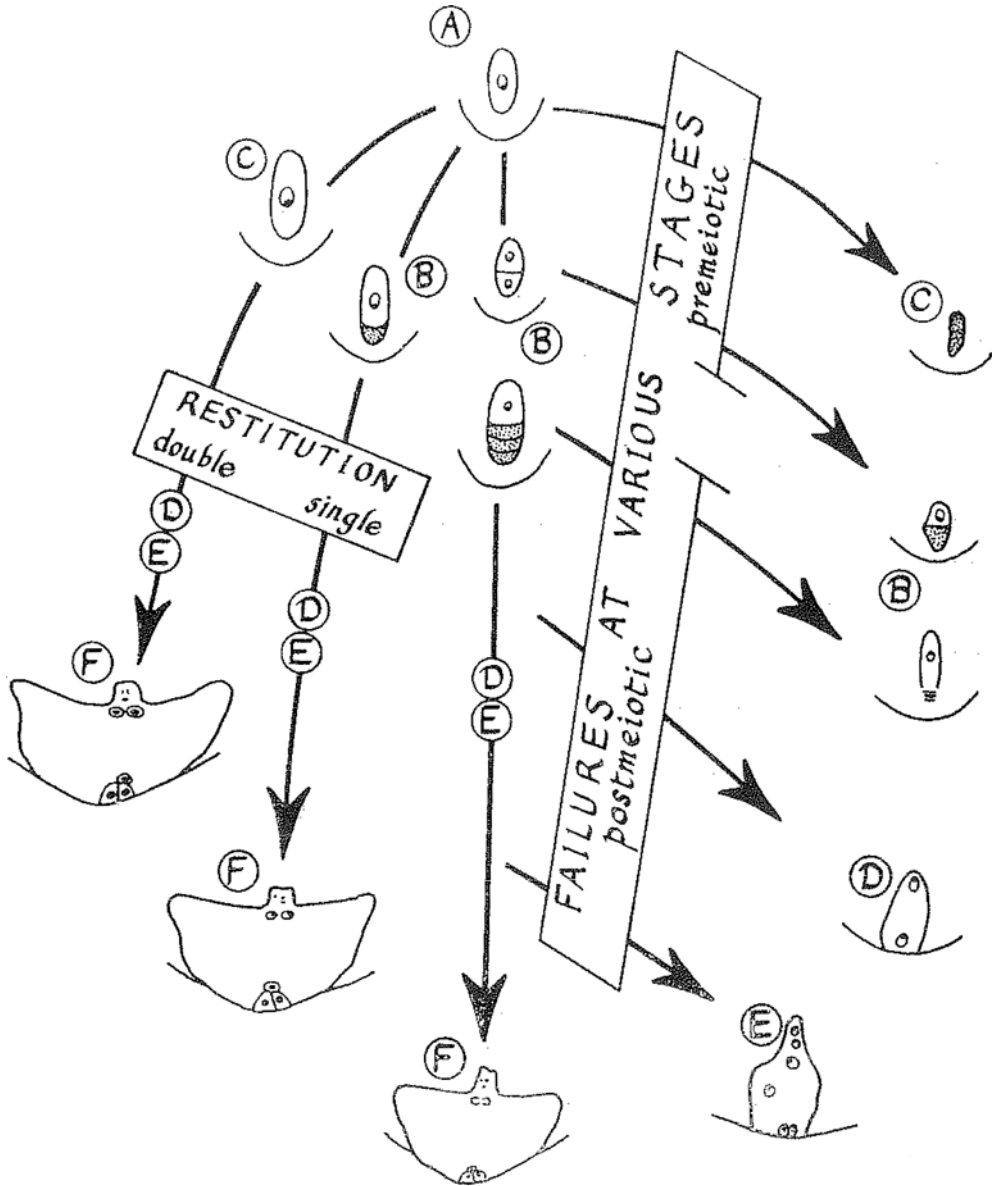 A
C
B
B
C
STAGES
premeiotic
RESTITUTION
double single
FAILURES AT VARIOUS
postmeiotic
D
E
D
E
D
E
B
D
E
F
F
F